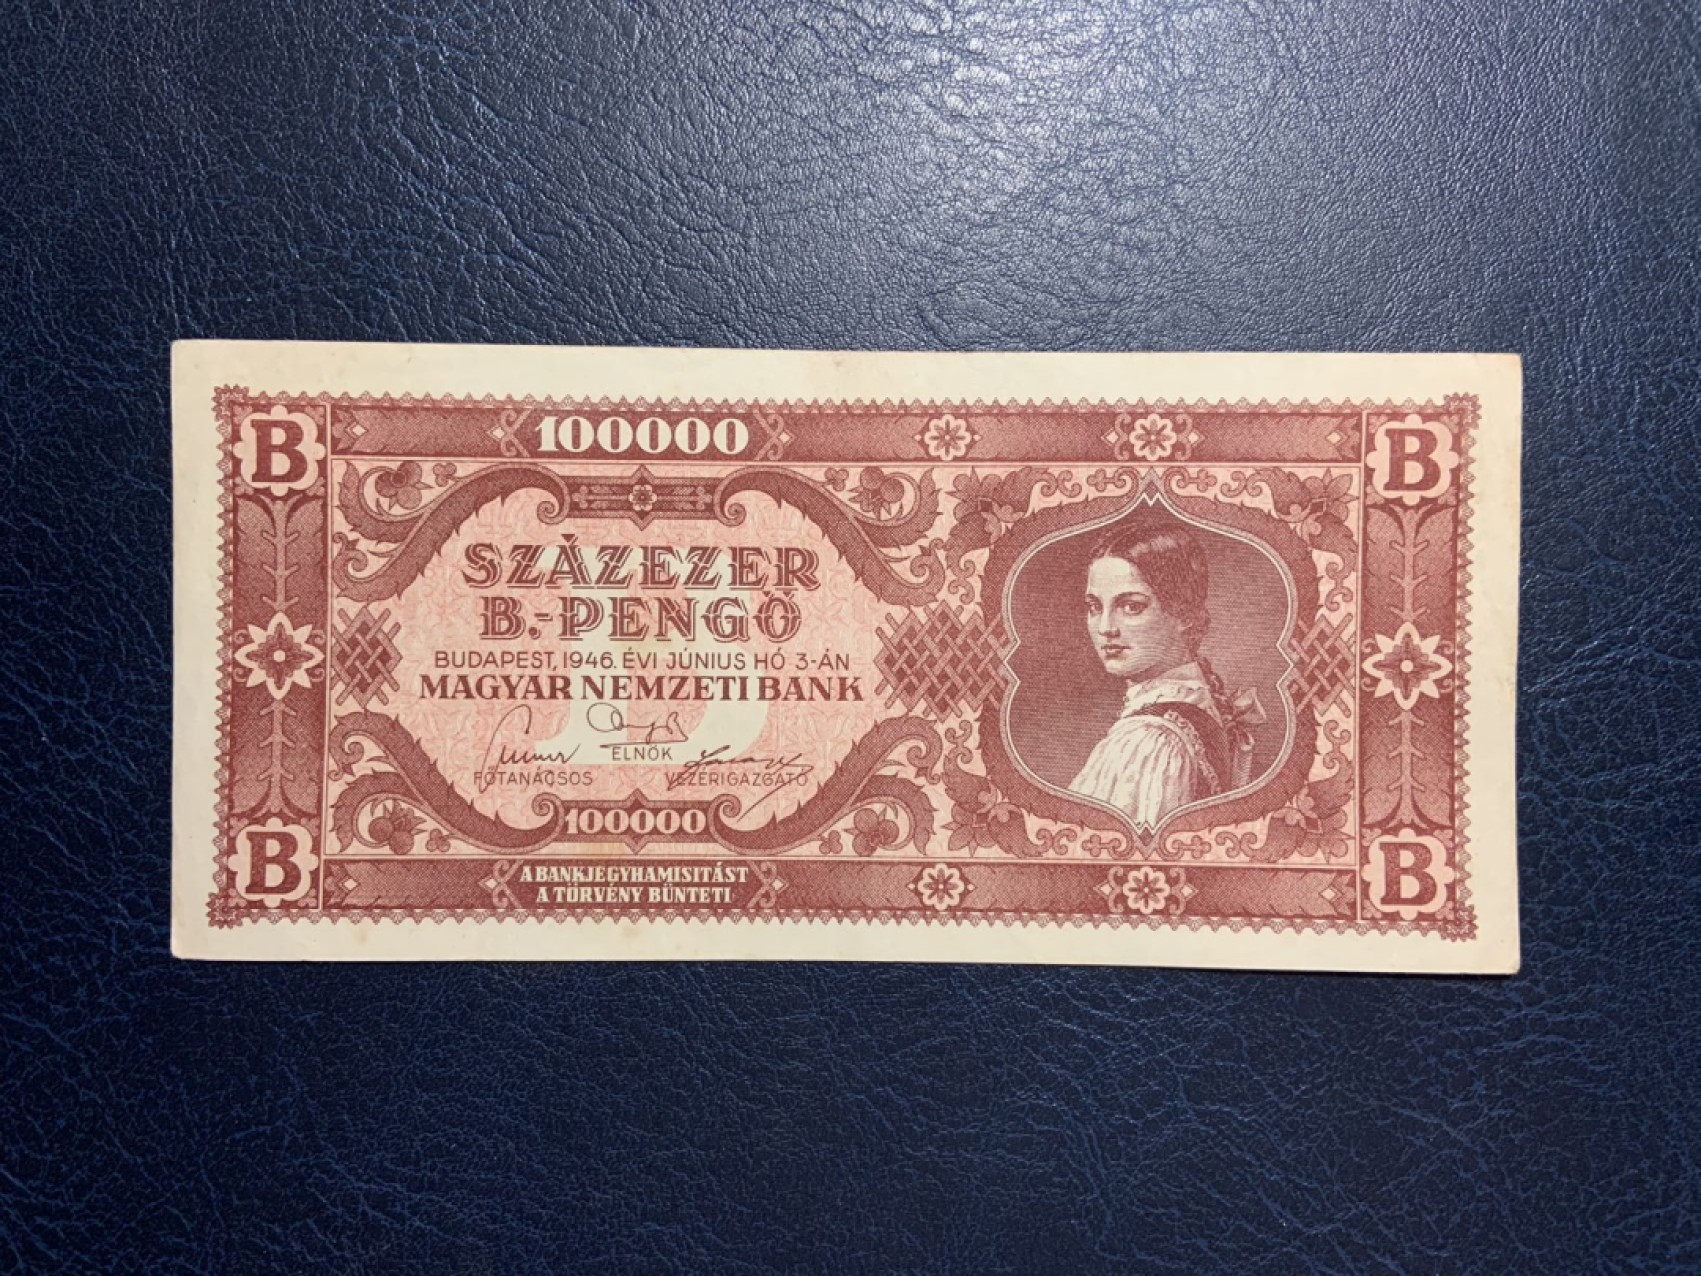 B 100000 B
SZÁZEZER
B.-PENGŐ
BUDAPEST, 1946. ÉVI JÚNIUS HÓ 3-ÁN
MAGYAR NEMZETI BANK
ELNÖK
FŐTANÁCSOS VEZÉRIGAZGATÓ
100000
B A BANKJEGYHAMISITÁST B
A TÖRVÉNY BÜNTETI